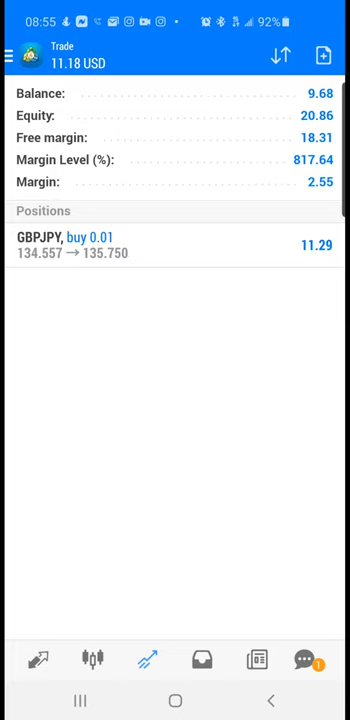 08:55 92%
Trade
11.18 USD
Balance: 9.68
Equity: 20.86
Free margin: 18.31
Margin Level (%): 817.64
Margin: 2.55
Positions
GBPJPY, buy 0.01 11.29
134.557 → 135.750
1